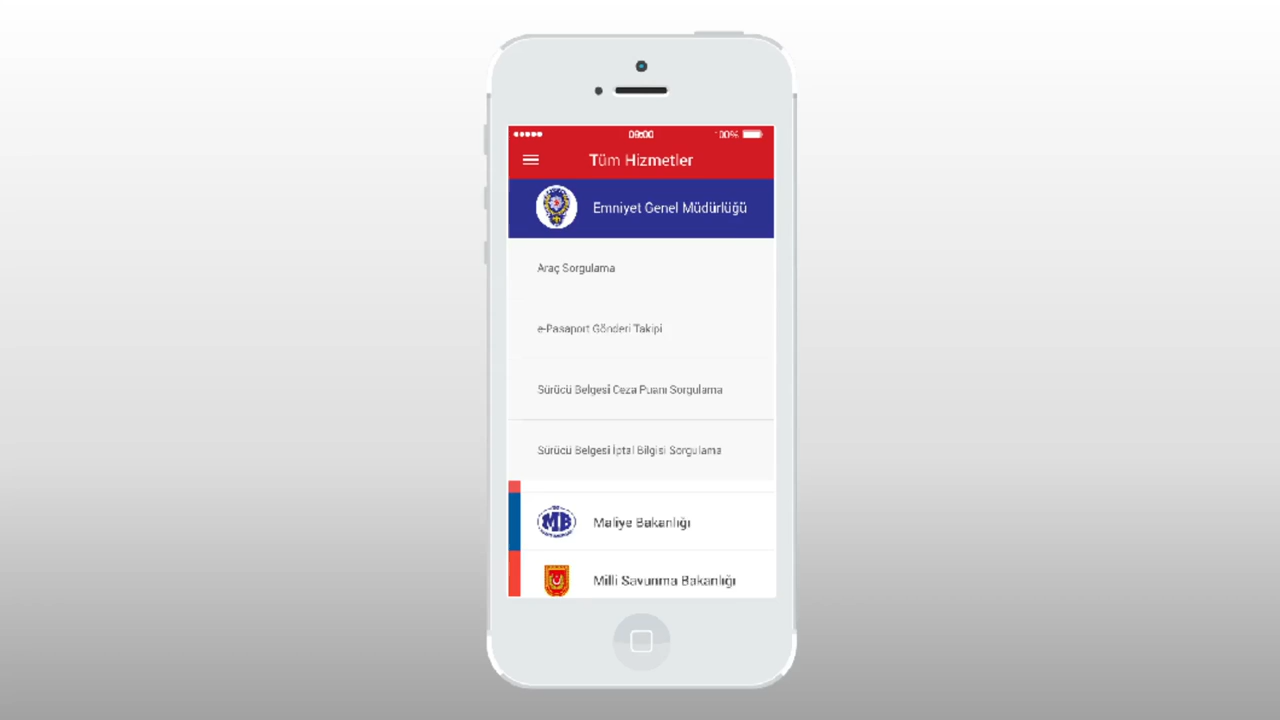 09:00
100%
Tüm Hizmetler
Emniyet Genel Müdürlüğü
Araç Sorgulama
e-Pasaport Gönderi Takipi
Sürücü Belgesi Ceza Puanı Sorgulama
Sürücü Belgesi İptal Bilgisi Sorgulama
MB
Maliye Bakanlığı
Milli Savunma Bakanlığı